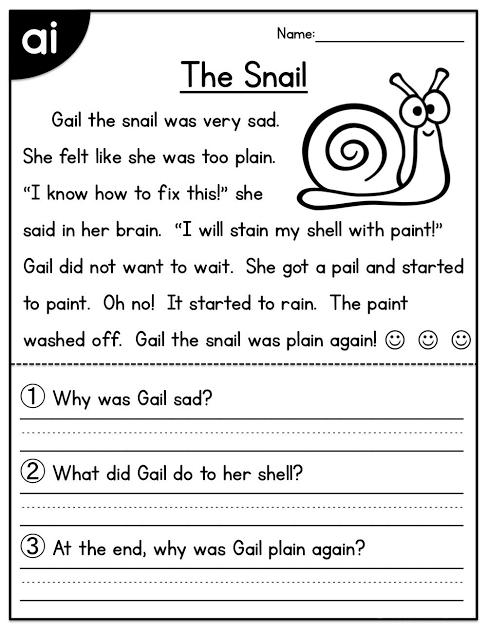 ai
Name:
The Snail
Gail the snail was very sad.
She felt like she was too plain.
“I know how to fix this!” she
said in her brain. “I will stain my shell with paint!”
Gail did not want to wait. She got a pail and started
to paint. Oh no! It started to rain. The paint
washed off. Gail the snail was plain again! ☺ ☺ ☺
① Why was Gail sad?
② What did Gail do to her shell?
③ At the end, why was Gail plain again?